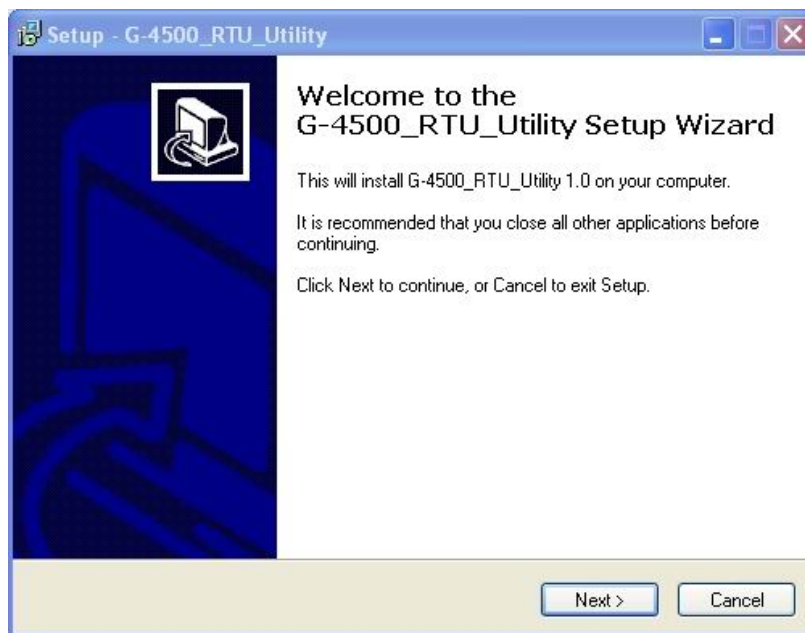 Setup - G-4500_RTU_Utility
Welcome to the
G-4500_RTU_Utility Setup Wizard
This will install G-4500_RTU_Utility 1.0 on your computer.
It is recommended that you close all other applications before
continuing.
Click Next to continue, or Cancel to exit Setup.
Next >
Cancel